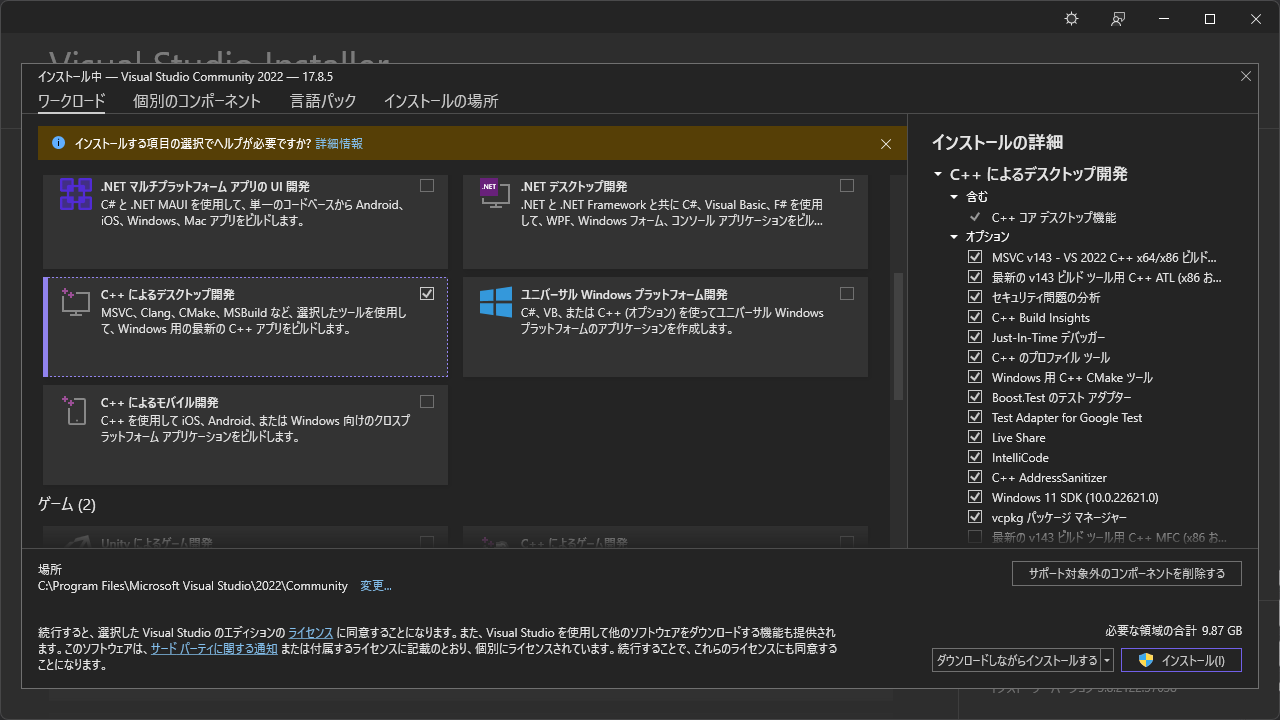 Visual Studio Installer
インストール中 — Visual Studio Community 2022 — 17.8.5
ワークロード
個別のコンポーネント
言語パック
インストールの場所
インストールする項目の選択でヘルプが必要ですか? 詳細情報
.NET マルチプラットフォーム アプリの UI 開発
C# と .NET MAUI を使用して、単一のコードベースから Android、
iOS、Windows、Mac アプリをビルドします。
.NET
.NET デスクトップ開発
.NET と .NET Framework と共に C#、Visual Basic、F# を使用
して、WPF、Windows フォーム、コンソール アプリケーションをビル...
C++ によるデスクトップ開発
MSVC、Clang、CMake、MSBuild など、選択したツールを使用し
て、Windows 用の最新の C++ アプリをビルドします。
ユニバーサル Windows プラットフォーム開発
C#、VB、または C++ (オプション) を使ってユニバーサル Windows
プラットフォームのアプリケーションを作成します。
C++ によるモバイル開発
C++ を使用して iOS、Android、または Windows 向けのクロスプ
ラットフォーム アプリケーションをビルドします。
ゲーム (2)
Unity によるゲーム開発
C++ によるゲーム開発
インストールの詳細
C++ によるデスクトップ開発
含む
C++ コア デスクトップ機能
オプション
MSVC v143 - VS 2022 C++ x64/x86 ビルド...
最新の v143 ビルド ツール用 C++ ATL (x86 お...
セキュリティ問題の分析
C++ Build Insights
Just-In-Time デバッガー
C++ のプロファイル ツール
Windows 用 C++ CMake ツール
Boost.Test のテスト アダプター
Test Adapter for Google Test
Live Share
IntelliCode
C++ AddressSanitizer
Windows 11 SDK (10.0.22621.0)
vcpkg パッケージ マネージャー
最新の v143 ビルド ツール用 C++ MFC (x86 お...
場所
C:\Program Files\Microsoft Visual Studio\2022\Community 変更...
サポート対象外のコンポーネントを削除する
続行すると、選択した Visual Studio のエディションの ライセンス に同意することになります。また、Visual Studio を使用して他のソフトウェアをダウンロードする機能も提供され
ます。このソフトウェアは、サード パーティに関する通知 または付属するライセンスに記載のとおり、個別にライセンスされています。続行することで、これらのライセンスにも同意する
ことになります。
必要な領域の合計 9.87 GB
ダウンロードしながらインストールする
インストール(I)